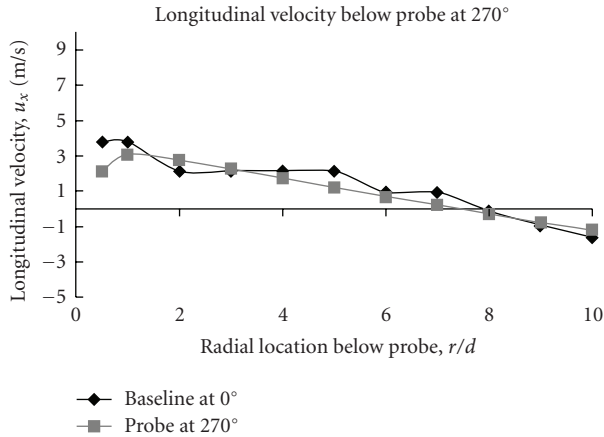 Longitudinal velocity below probe at 270°
Longitudinal velocity, u_x (m/s)
9
7
5
3
1
−1
−3
−5
0
2
4
6
8
10
Radial location below probe, r/d
Baseline at 0°
Probe at 270°